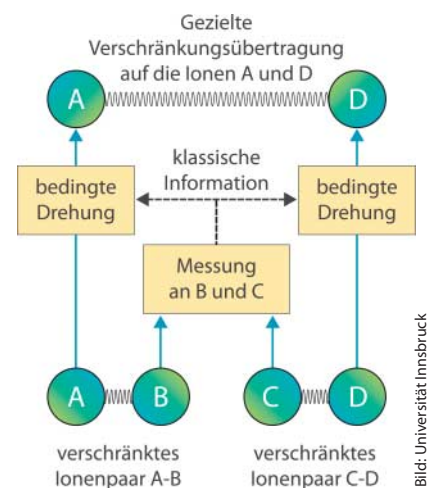 Gezielte
Verschränkungsübertragung
auf die Ionen A und D
A
D
klassische
Information
bedingte
Drehung
bedingte
Drehung
Messung
an B und C
A
B
C
D
verschränktes
Ionenpaar A-B
verschränktes
Ionenpaar C-D
Bild: Universität Innsbruck